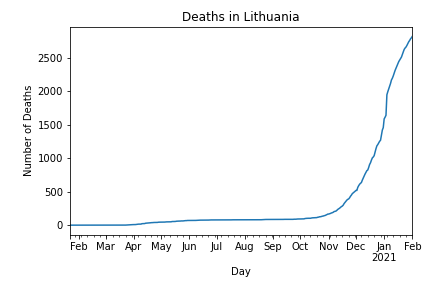 Deaths in Lithuania
Number of Deaths
2500
2000
1500
1000
500
0
Feb Mar Apr May Jun Jul Aug Sep Oct Nov Dec Jan Feb
2021
Day